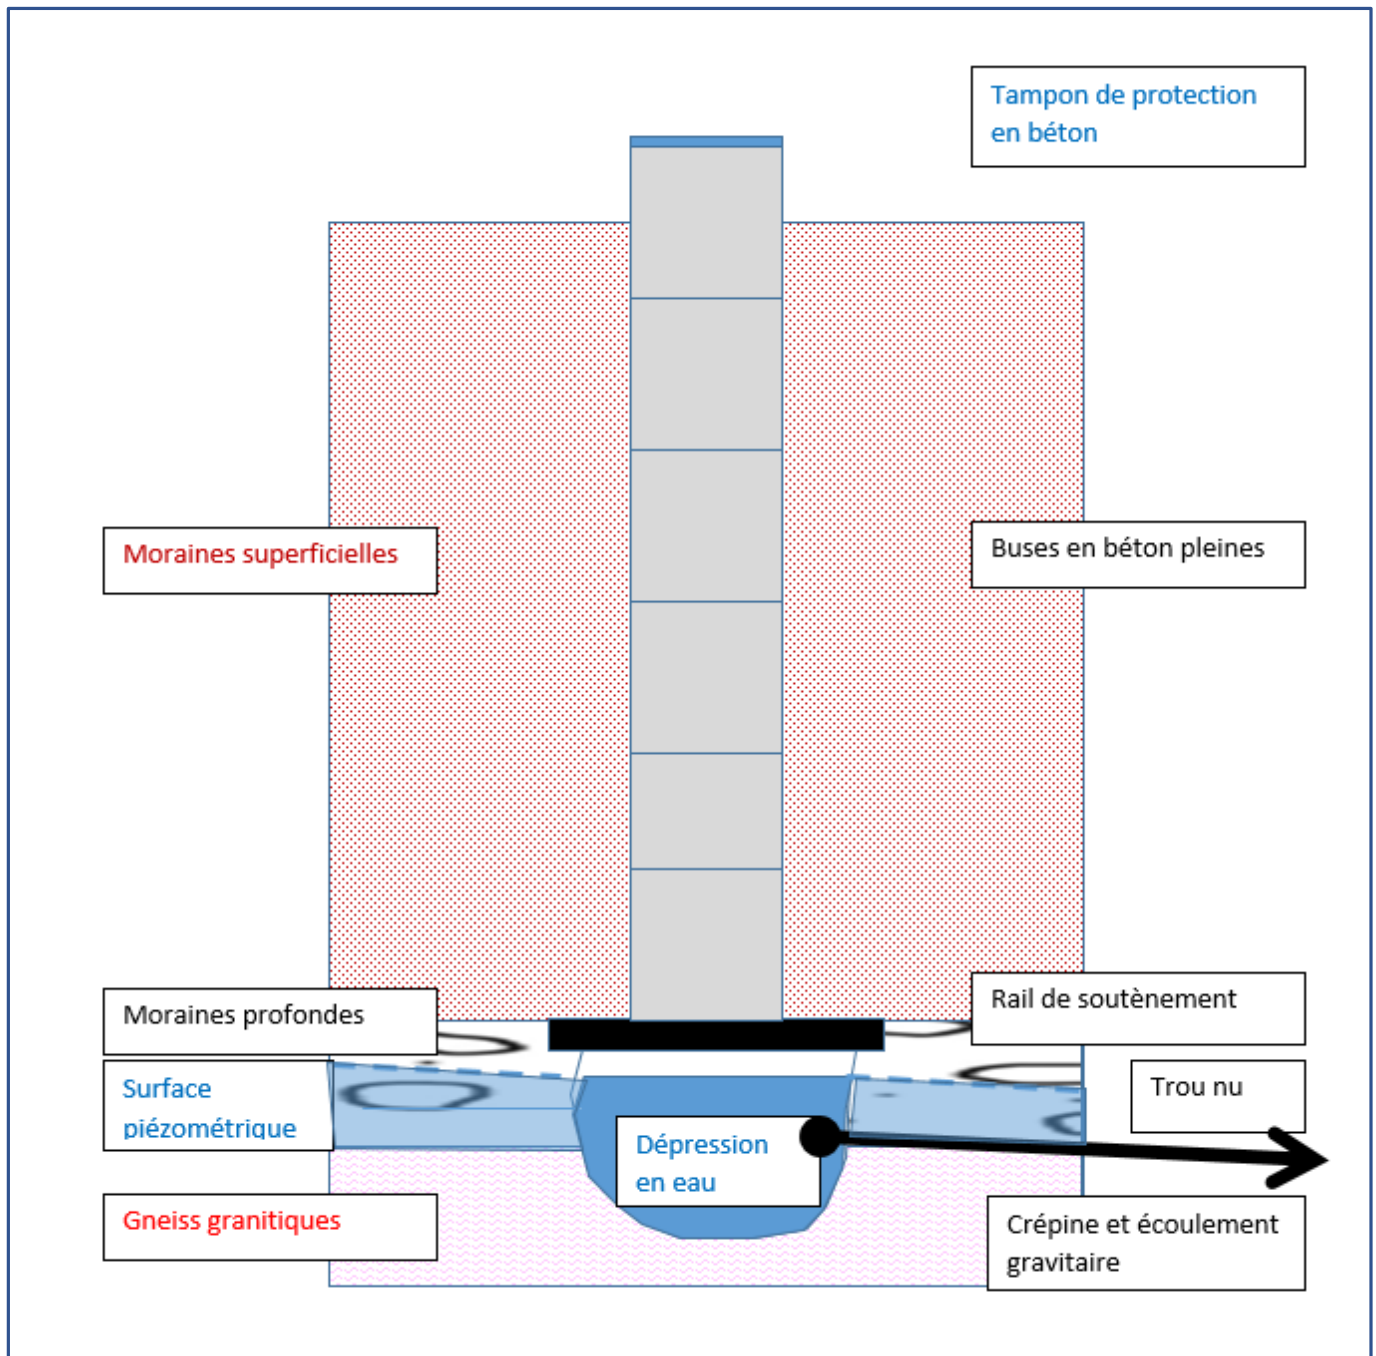 Tampon de protection
en béton
Moraines superficielles
Buses en béton pleines
Moraines profondes
Rail de soutènement
Surface
piézométrique
Trou nu
Dépression
en eau
Gneiss granitiques
Crépine et écoulement
gravitaire